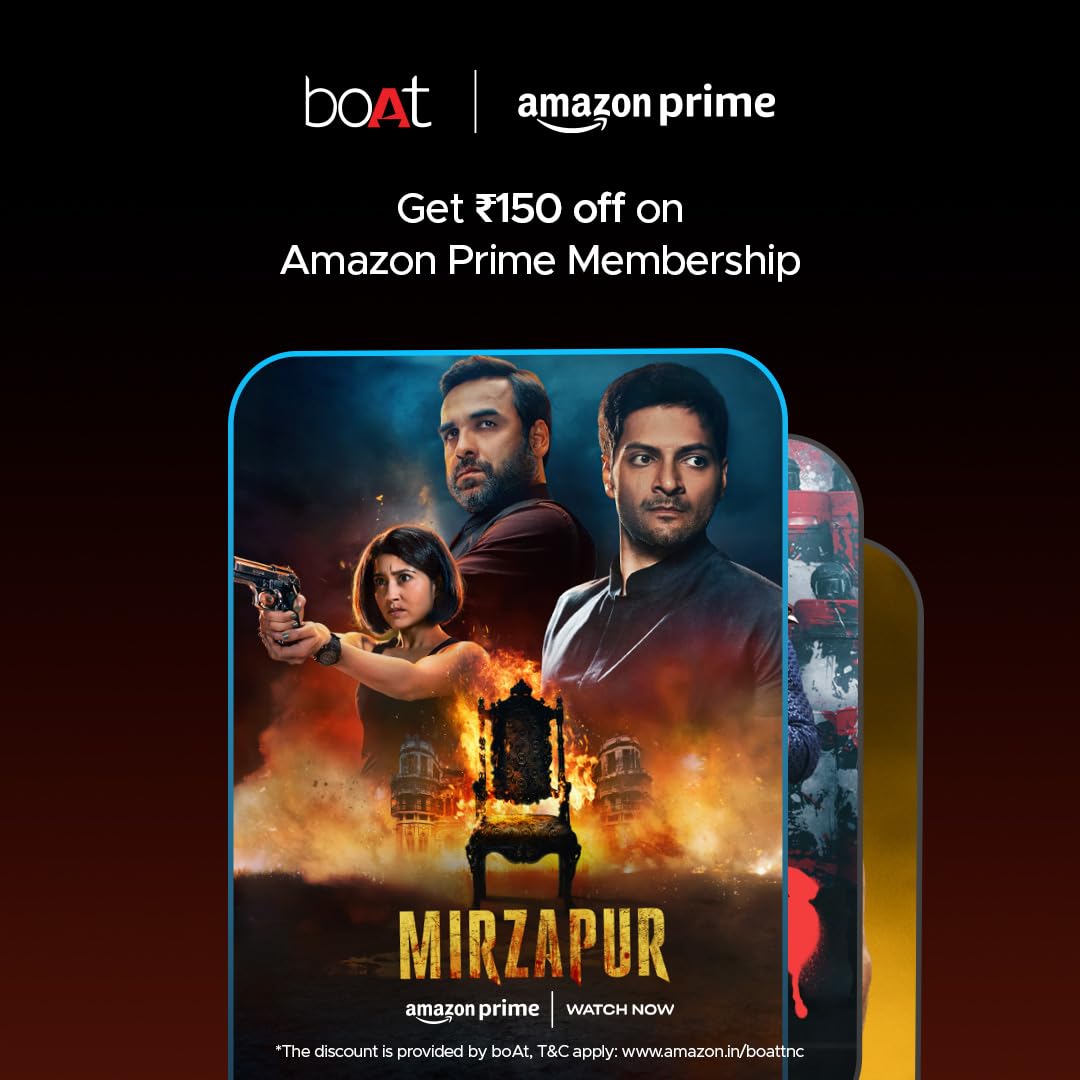 boAt | amazon prime
Get ₹150 off on
Amazon Prime Membership
MIRZAPUR
amazon prime | WATCH NOW
*The discount is provided by boAt, T&C apply: www.amazon.in/boattnc